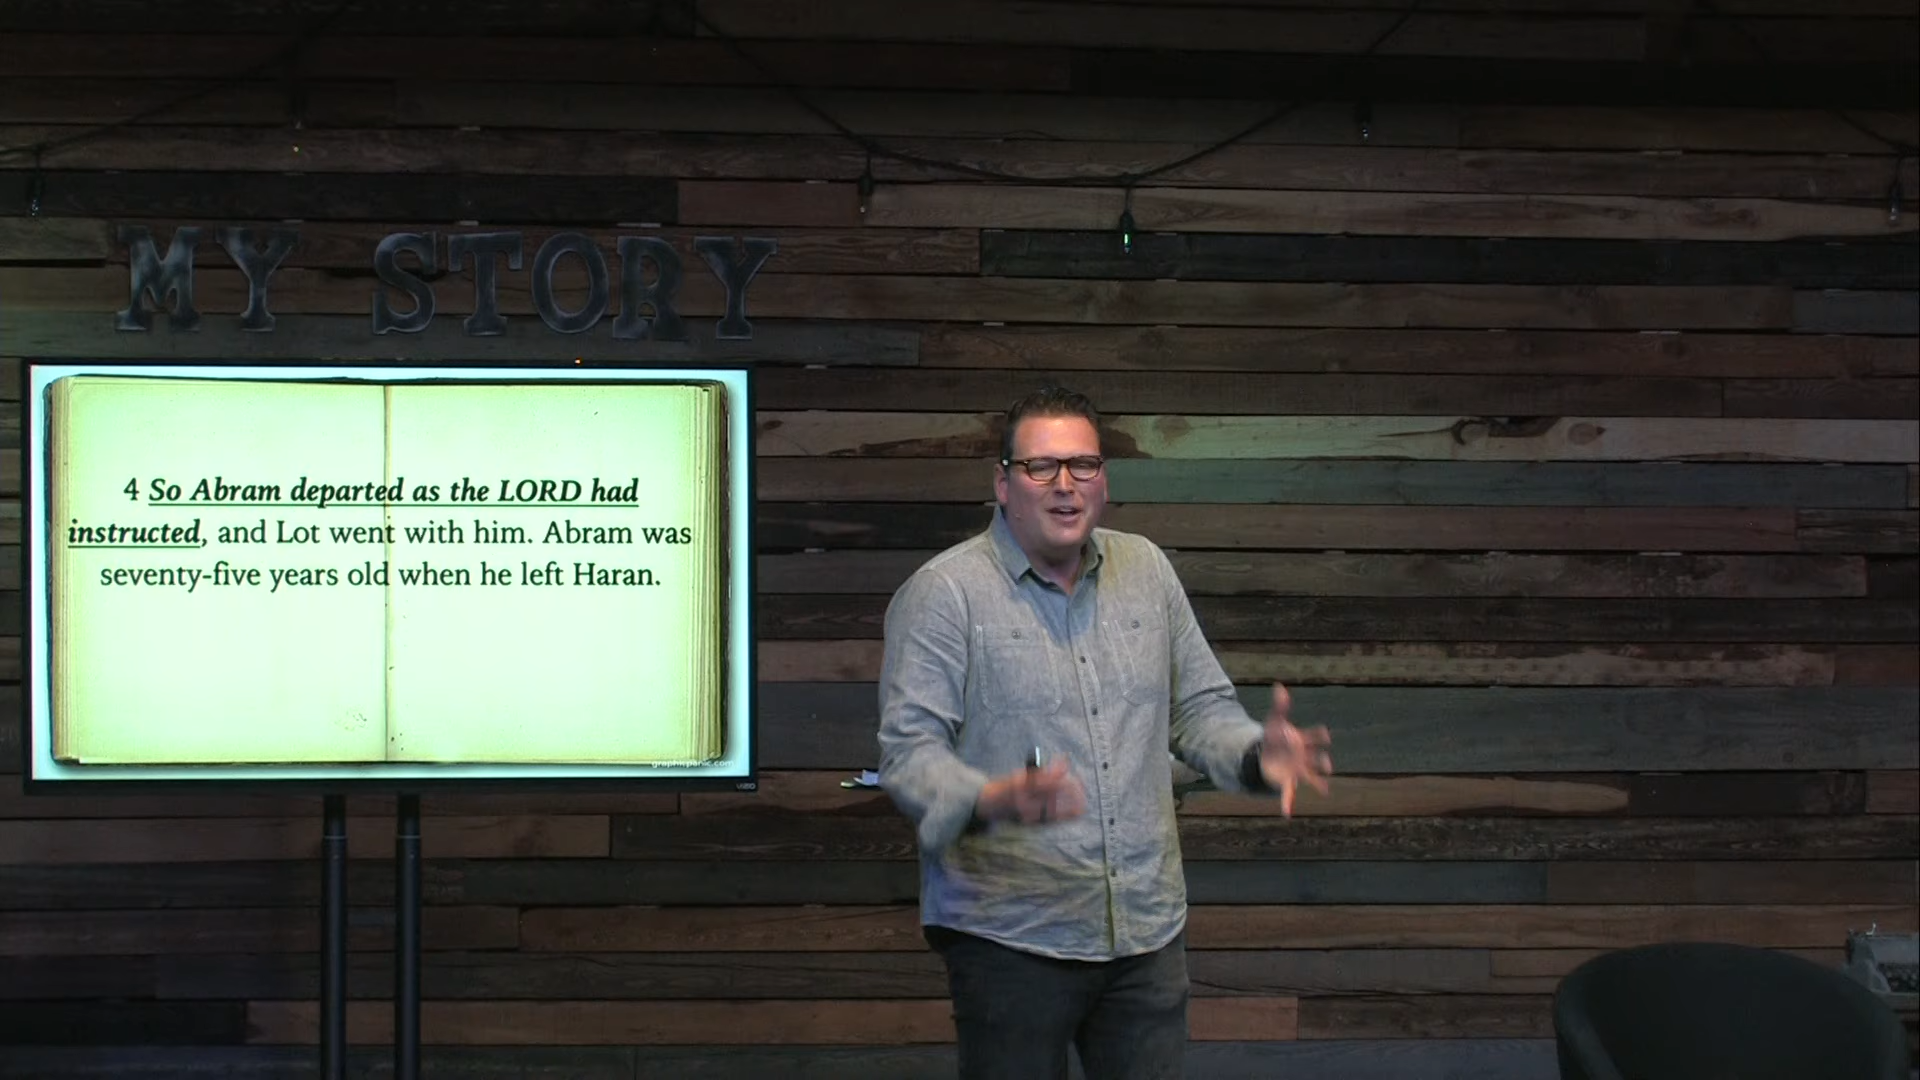 MY STORY
4 So Abram departed as the LORD had
instructed, and Lot went with him. Abram was
seventy-five years old when he left Haran.
graphicpanic.com
VIZIO